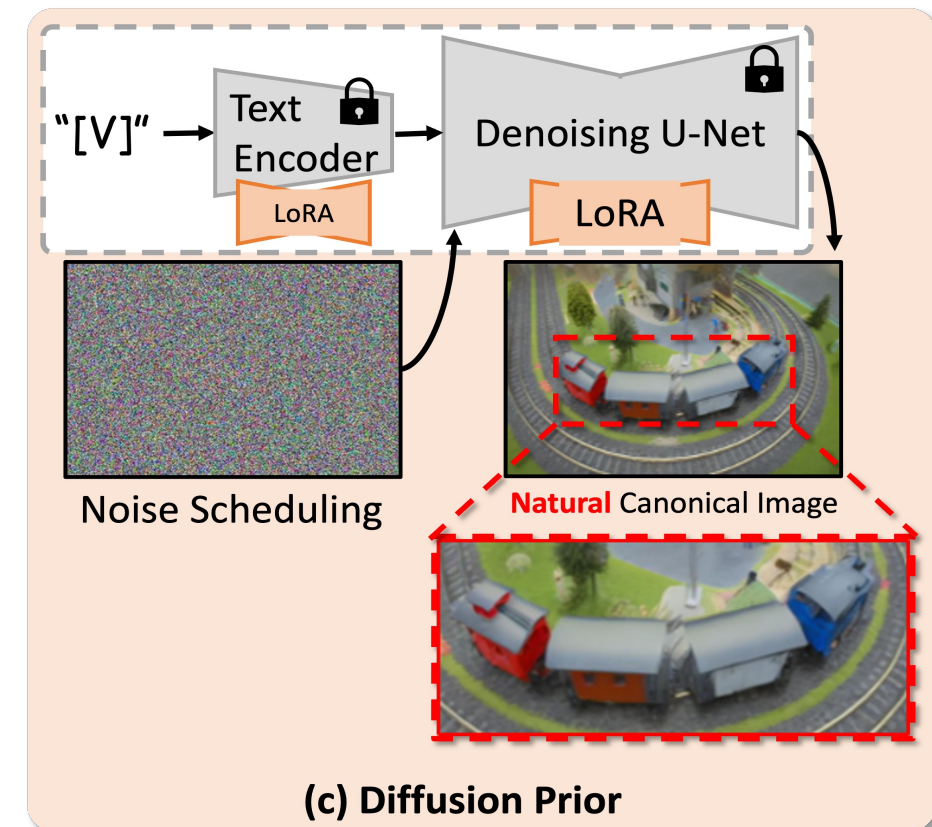 "[V]"
Text
Encoder
LoRA
Denoising U-Net
LoRA
Noise Scheduling
Natural Canonical Image
(c) Diffusion Prior